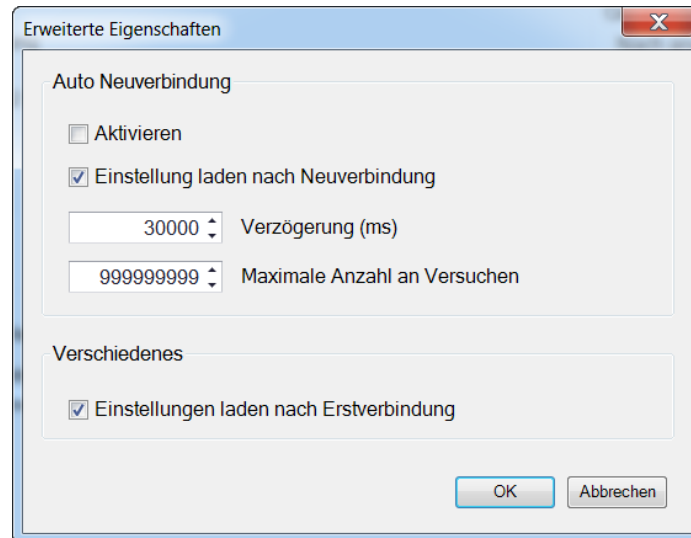 Erweiterte Eigenschaften
Auto Neuverbindung
Aktivieren
Einstellung laden nach Neuverbindung
30000 Verzögerung (ms)
999999999 Maximale Anzahl an Versuchen
Verschiedenes
Einstellungen laden nach Erstverbindung
OK Abbrechen